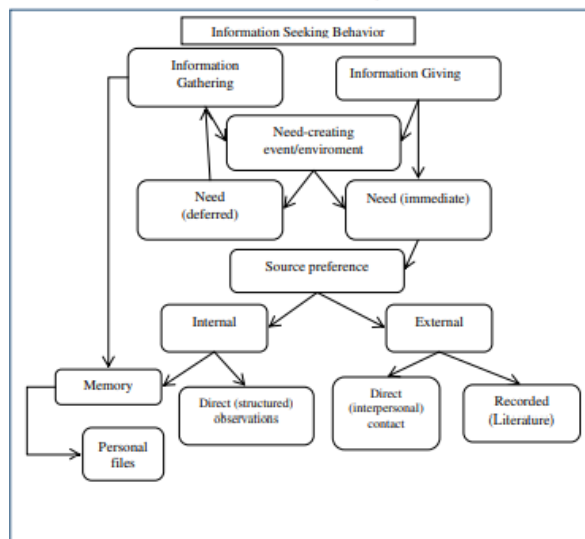 Information Seeking Behavior
Information
Gathering
Information Giving
Need-creating
event/enviroment
Need
(deferred)
Need (immediate)
Source preference
Internal
External
Memory
Direct (structured)
observations
Direct
(interpersonal)
contact
Recorded
(Literature)
Personal
files